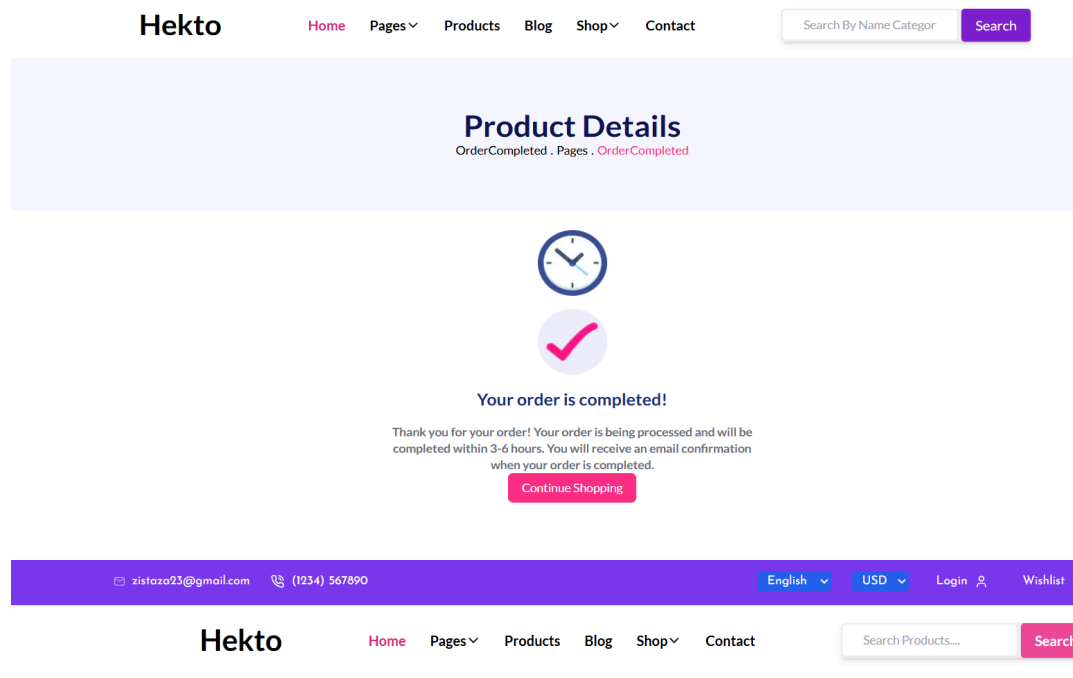 Hekto Home Pages Products Blog Shop Contact Search By Name Categor Search
Product Details
OrderCompleted . Pages . OrderCompleted
Your order is completed!
Thank you for your order! Your order is being processed and will be
completed within 3-6 hours. You will receive an email confirmation
when your order is completed.
Continue Shopping
zistaza23@gmail.com (1234) 567890 English USD Login Wishlist
Hekto Home Pages Products Blog Shop Contact Search Products.... Search